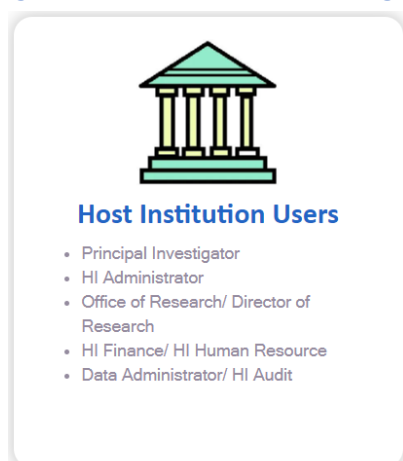 Host Institution Users
• Principal Investigator
• HI Administrator
• Office of Research/ Director of
Research
• HI Finance/ HI Human Resource
• Data Administrator/ HI Audit